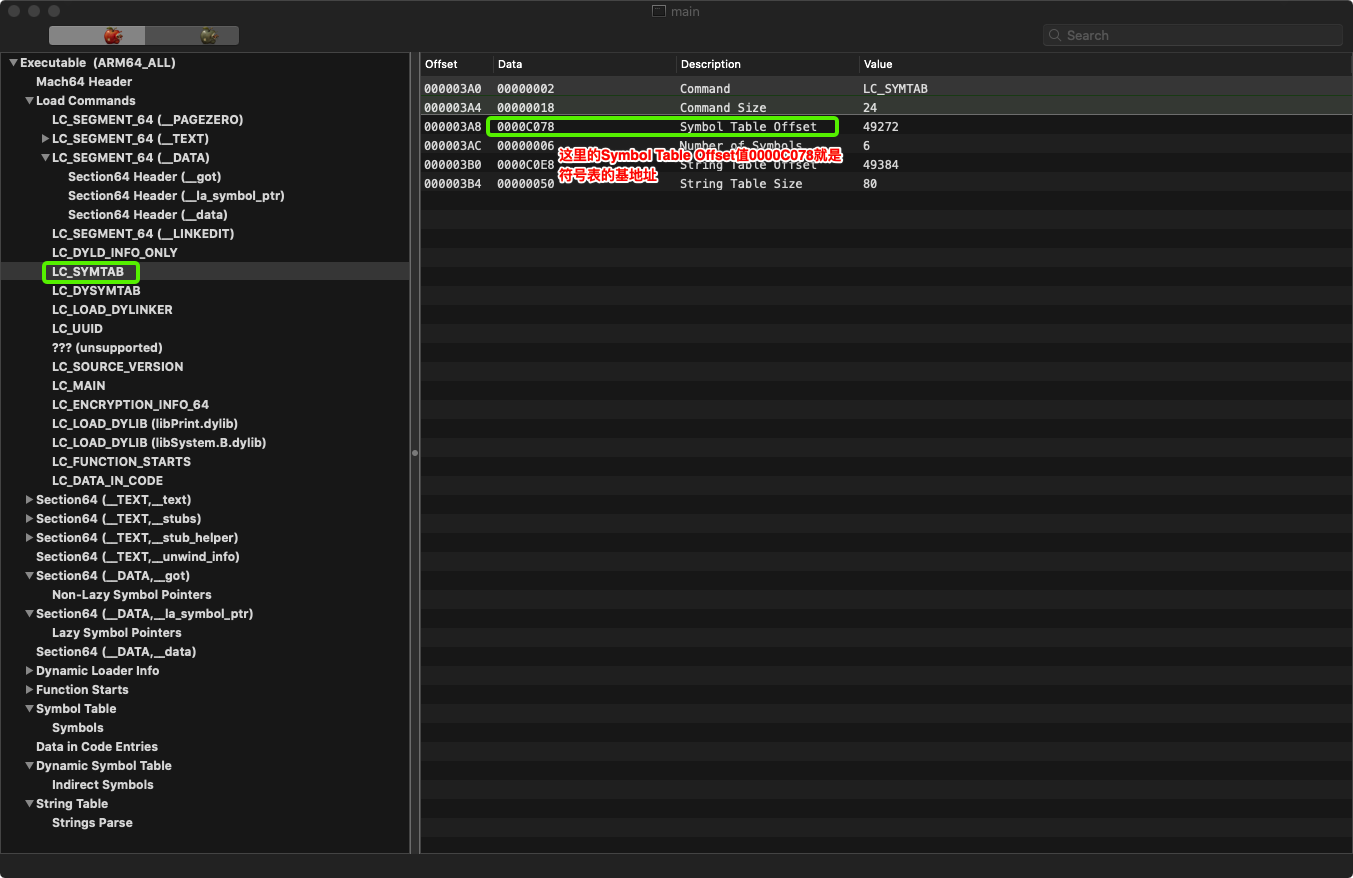 main
Search
Executable (ARM64_ALL)
Mach64 Header
Load Commands
LC_SEGMENT_64 (__PAGEZERO)
LC_SEGMENT_64 (__TEXT)
LC_SEGMENT_64 (__DATA)
Section64 Header (__got)
Section64 Header (__la_symbol_ptr)
Section64 Header (__data)
LC_SEGMENT_64 (__LINKEDIT)
LC_DYLD_INFO_ONLY
LC_SYMTAB
LC_DYSYMTAB
LC_LOAD_DYLINKER
LC_UUID
??? (unsupported)
LC_SOURCE_VERSION
LC_MAIN
LC_ENCRYPTION_INFO_64
LC_LOAD_DYLIB (libPrint.dylib)
LC_LOAD_DYLIB (libSystem.B.dylib)
LC_FUNCTION_STARTS
LC_DATA_IN_CODE
Section64 (__TEXT,__text)
Section64 (__TEXT,__stubs)
Section64 (__TEXT,__stub_helper)
Section64 (__TEXT,__unwind_info)
Section64 (__DATA,__got)
Non-Lazy Symbol Pointers
Section64 (__DATA,__la_symbol_ptr)
Lazy Symbol Pointers
Section64 (__DATA,__data)
Dynamic Loader Info
Function Starts
Symbol Table
Symbols
Data in Code Entries
Dynamic Symbol Table
Indirect Symbols
String Table
Strings Parse
Offset Data Description Value
000003A0 00000002 Command LC_SYMTAB
000003A4 00000018 Command Size 24
000003A8 0000C078 Symbol Table Offset 49272
000003AC 00000006 Number of Symbols 6
这里的Symbol Table Offset值0000C078就是
000003B0 0000C0E8 String Table Offset 49384
符号表的基地址
000003B4 00000050 String Table Size 80